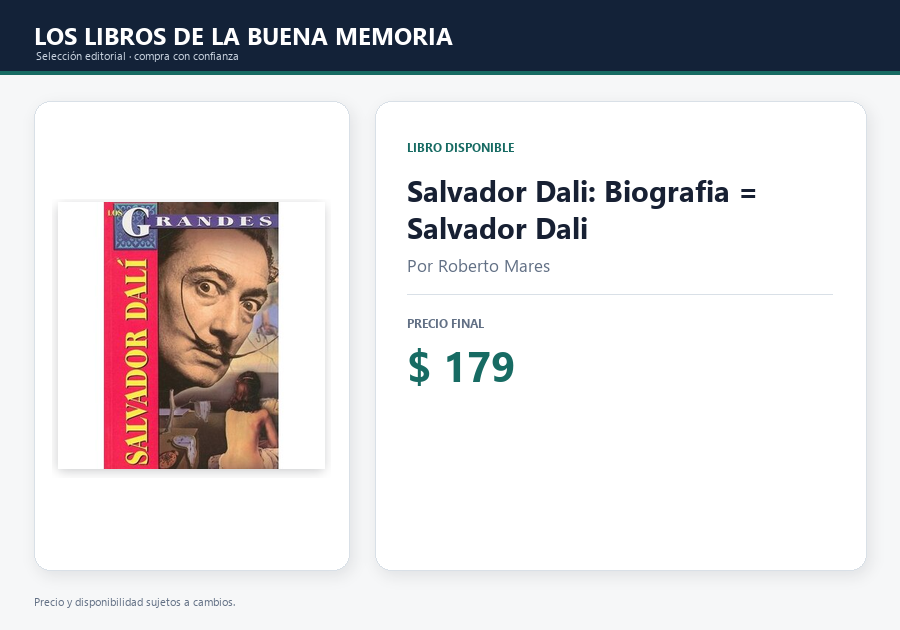 LOS LIBROS DE LA BUENA MEMORIA
Selección editorial · compra con confianza
LOS GRANDES
SALVADOR DALÍ
LIBRO DISPONIBLE
Salvador Dali: Biografia =
Salvador Dali
Por Roberto Mares
PRECIO FINAL
$ 179
Precio y disponibilidad sujetos a cambios.